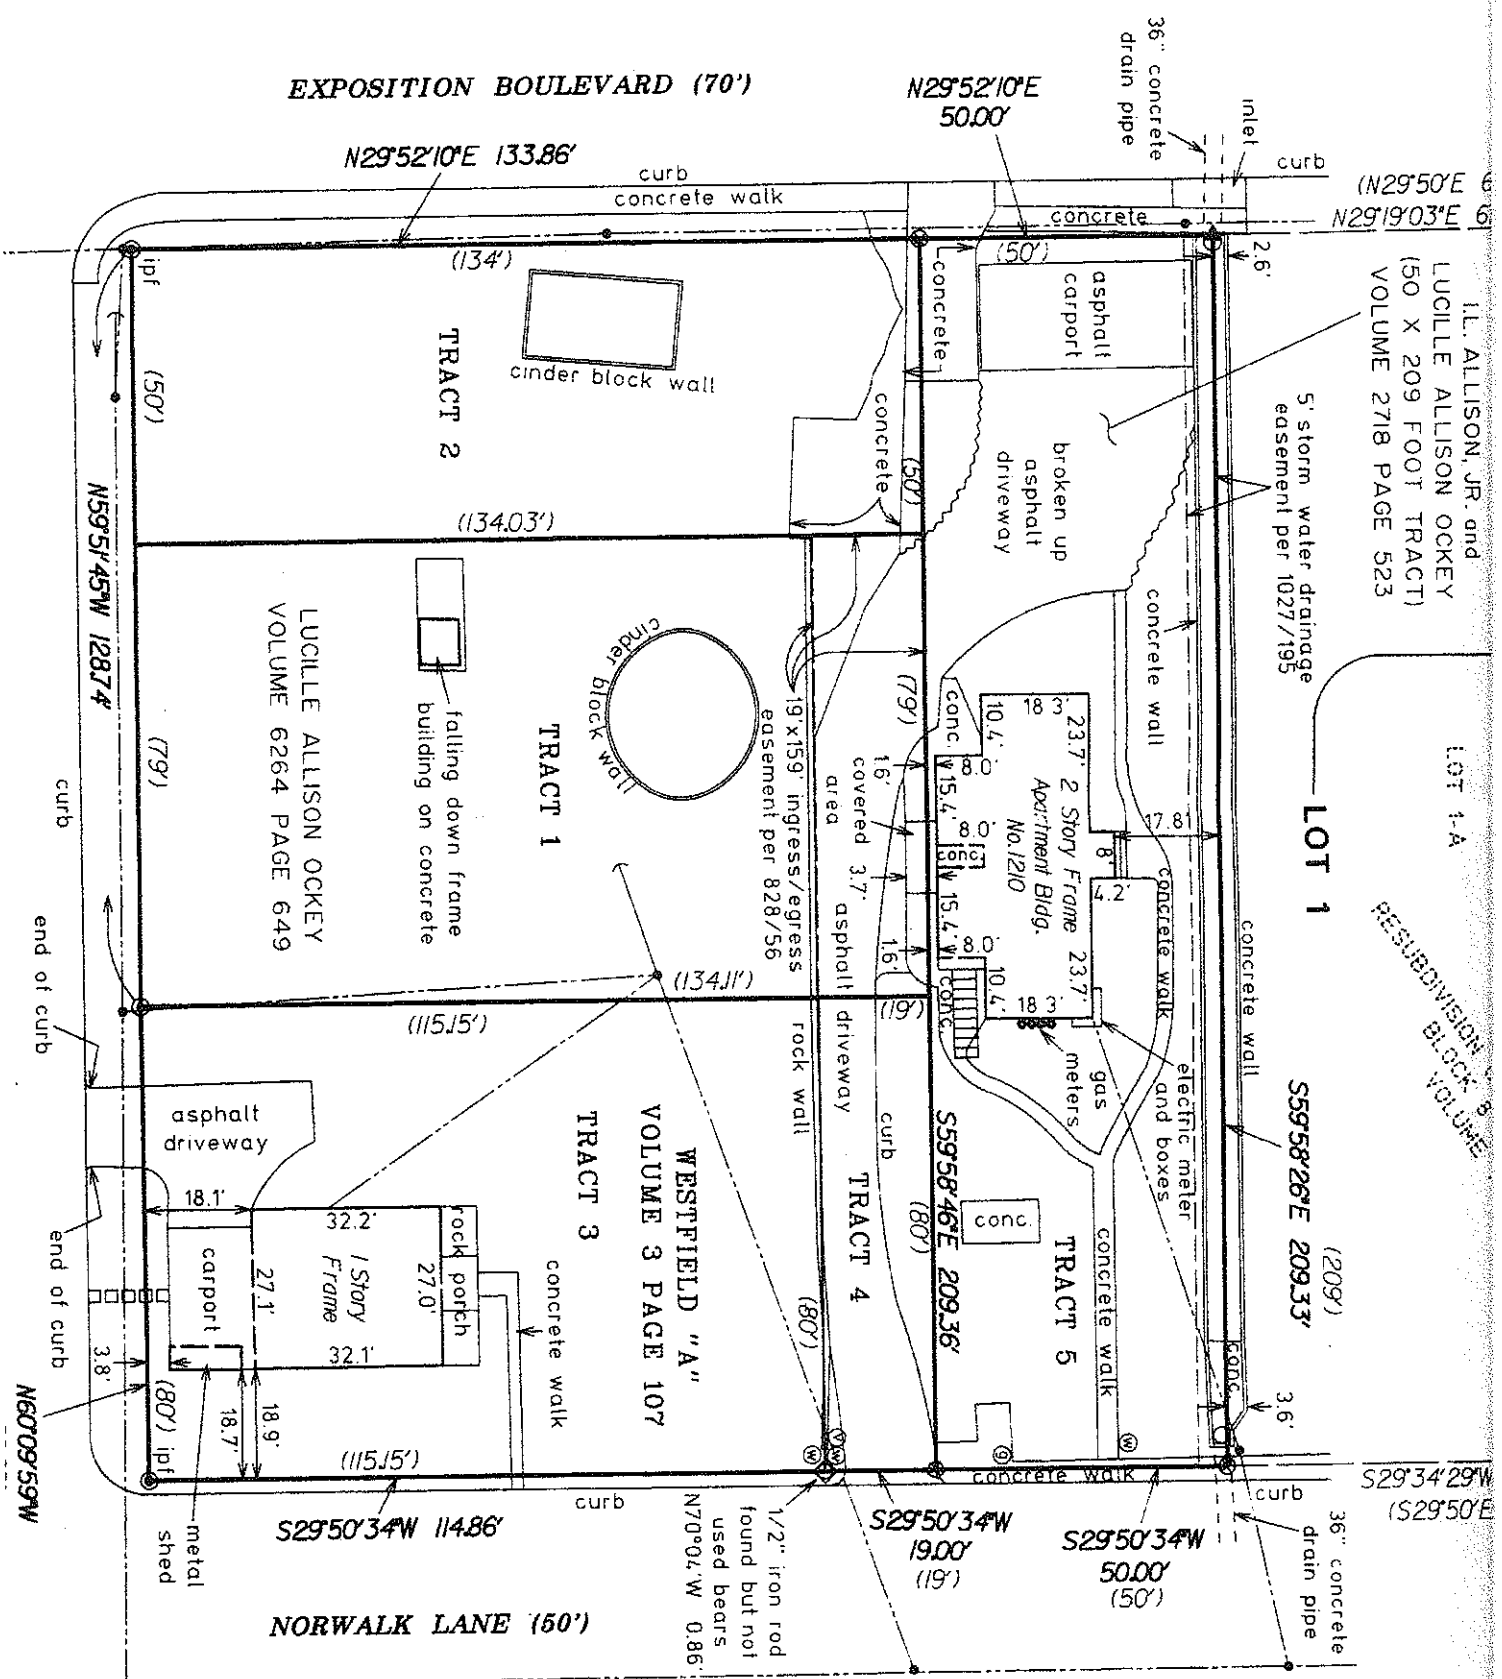 EXPOSITION BOULEVARD (70')
N29°52'10"E 133.86'
N29°52'10"E
50.00'
36" concrete
drain pipe
inlet
curb
(N29°50'E 6
N29°19'03"E 6
curb
concrete walk
concrete
ipf
(134')
(50')
2.6'
I.L. ALLISON, JR. and
LUCILLE ALLISON OCKEY
(50 X 209 FOOT TRACT)
VOLUME 2718 PAGE 523
5' storm water drainage
easement per 1027/195
asphalt
carport
concrete
cinder block wall
TRACT 2
(50')
concrete
(50')
broken up
asphalt
driveway
concrete wall
N59°51'45"W 128.74'
(134.03')
LUCILLE ALLISON OCKEY
VOLUME 6264 PAGE 649
falling down frame
building on concrete
cinder
block wall
TRACT 1
19'x159' ingress/egress
easement per 828/56
(79')
(79')
conc.
10.4'
18.3'
23.7'
8.0'
1.6'
15.4'
covered
area
3.7'
8.0'
conc.
2 Story Frame
Apartment Bldg.
No.1210
8'
4.2'
17.8'
15.4'
1.6'
8.0'
10.4'
18.3'
23.7'
conc.
concrete walk
concrete wall
LOT 1
LOT 1-A
RESUBDIVISION
BLOCK 8
VOLUME
curb
end of curb
(134.11')
(115.15')
(19')
rock wall
asphalt driveway
curb
gas
meters
electric meter
and boxes
S59°58'26"E 209.33'
(209')
S59°58'46"E 209.36'
asphalt
driveway
TRACT 3
WESTFIELD "A"
VOLUME 3 PAGE 107
TRACT 4
TRACT 5
(80')
(80')
conc.
concrete walk
18.1'
32.2'
rock porch
carport
27.1'
1 Story
Frame
27.0'
32.1'
concrete walk
end of curb
3.8'
(80')
ipf
18.7'
18.9'
(115.15')
conc.
3.6'
w
v
w
g
w
concrete walk
N60°09'59"W
metal
shed
S29°50'34"W 114.86'
curb
1/2" iron rod
found but not
used bears
N70°04'W 0.86'
S29°50'34"W
19.00'
(19')
S29°50'34"W
50.00'
(50')
curb
36" concrete
drain pipe
S29°34'29"W
(S29°50'E
NORWALK LANE (50')